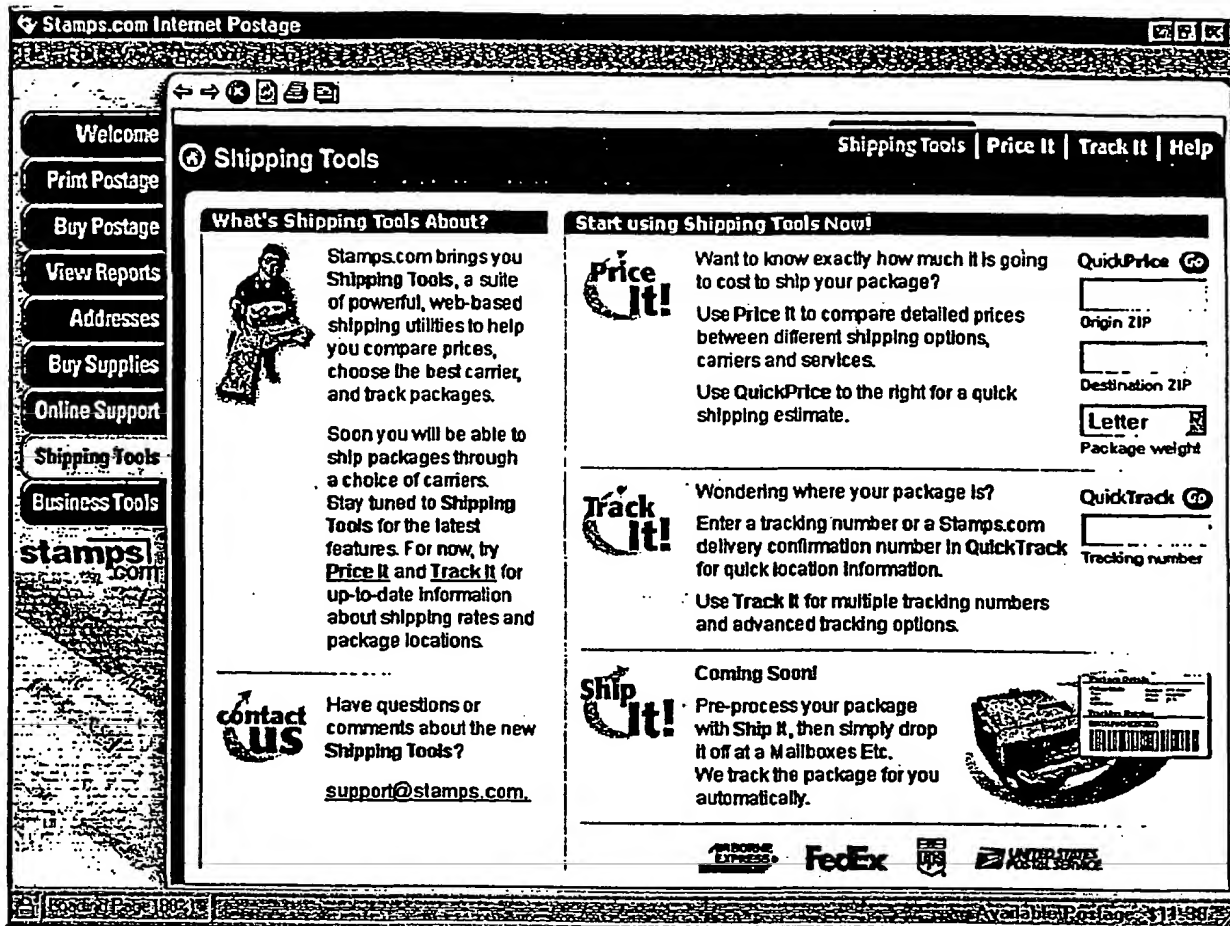 Stamps.com Internet Postage
Welcome
Print Postage
Buy Postage
View Reports
Addresses
Buy Supplies
Online Support
Shipping Tools
Business Tools
stamps
.com
Shipping Tools
Shipping Tools | Price It | Track It | Help
What's Shipping Tools About?
Stamps.com brings you
Shipping Tools, a suite
of powerful, web-based
shipping utilities to help
you compare prices,
choose the best carrier,
and track packages.
Soon you will be able to
ship packages through
a choice of carriers.
Stay tuned to Shipping
Tools for the latest
features. For now, try
Price It and Track It for
up-to-date information
about shipping rates and
package locations.
contact
us
Have questions or
comments about the new
Shipping Tools?
support@stamps.com.
Start using Shipping Tools Now!
Price
It!
Want to know exactly how much it is going
to cost to ship your package?
Use Price It to compare detailed prices
between different shipping options,
carriers and services.
Use QuickPrice to the right for a quick
shipping estimate.
QuickPrice Go
Origin ZIP
Destination ZIP
Letter
Package weight
Track
It!
Wondering where your package is?
Enter a tracking number or a Stamps.com
delivery confirmation number in QuickTrack
for quick location information.
Use Track It for multiple tracking numbers
and advanced tracking options.
QuickTrack Go
Tracking number
Ship
It!
Coming Soon!
Pre-process your package
with Ship It, then simply drop
it off at a Mailboxes Etc.
We track the package for you
automatically.
AIRBORNE
EXPRESS
FedEx
UPS
UNITED STATES
POSTAL SERVICE
Loading Page
Available Postage: